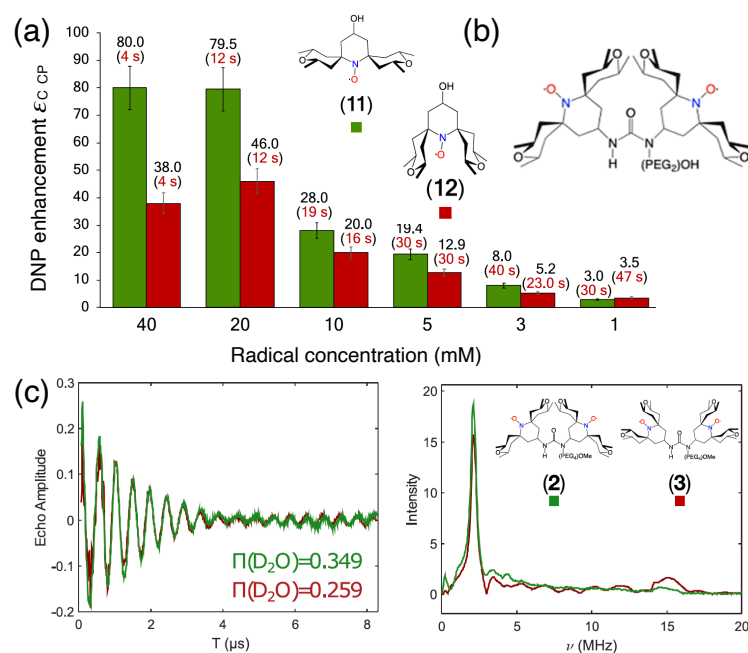 (a)
DNP enhancement εC CP
100
90
80
70
60
50
40
30
20
10
0
80.0
(4 s)
38.0
(4 s)
79.5
(12 s)
46.0
(12 s)
28.0
(19 s)
20.0
(16 s)
19.4
(30 s)
12.9
(30 s)
8.0
(40 s)
5.2
(23.0 s)
3.0
(30 s)
3.5
(47 s)
40 20 10 5 3 1
Radical concentration (mM)
OH
N
·O
O O
(11)
OH
N
·O
O O
(12)
(b)
O O
·O O·
N N
O
O O
N N
H (PEG2)OH
(c)
Echo Amplitude
0.3
0.2
0.1
0
-0.1
-0.2
0 2 4 6 8
T (μs)
Π(D2O)=0.349
Π(D2O)=0.259
Intensity
20
15
10
5
0
0 5 10 15 20
ν (MHz)
O O
·O O·
N N
O
O O
N N
H (PEG4)OMe
(2)
O O
·O O·
N N
O
O O
N N
H (PEG4)OMe
(3)